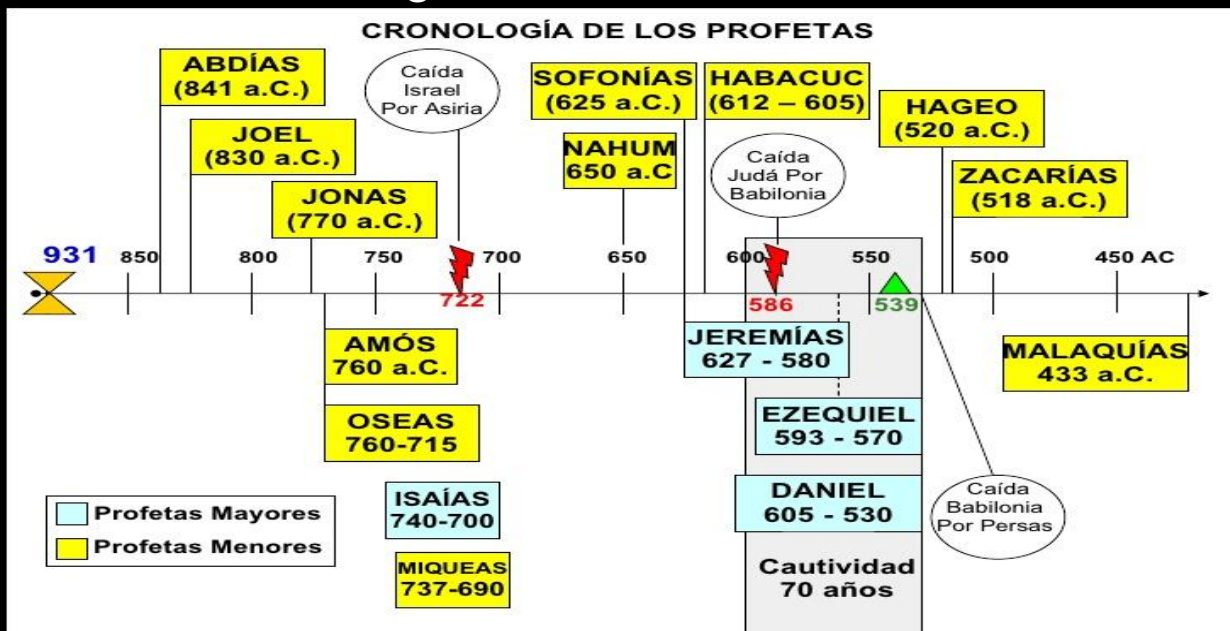 CRONOLOGÍA DE LOS PROFETAS
ABDÍAS
(841 a.C.)
Caída
Israel
Por Asiria
SOFONÍAS
(625 a.C.)
HABACUC
(612 – 605)
HAGEO
(520 a.C.)
JOEL
(830 a.C.)
NAHUM
650 a.C
Caída
Judá Por
Babilonia
ZACARÍAS
(518 a.C.)
JONAS
(770 a.C.)
931
850
800
750
700
650
600
550
500
450 AC
722
586
539
AMÓS
760 a.C.
JEREMÍAS
627 - 580
MALAQUÍAS
433 a.C.
OSEAS
760-715
EZEQUIEL
593 - 570
ISAÍAS
740-700
DANIEL
605 - 530
Caída
Babilonia
Por Persas
Profetas Mayores
Profetas Menores
MIQUEAS
737-690
Cautividad
70 años